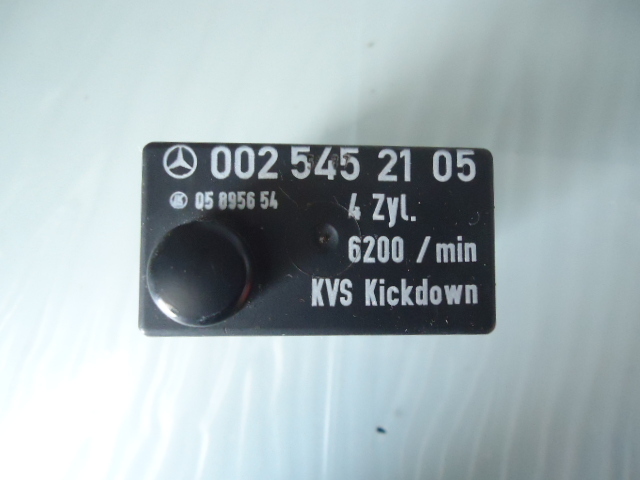 002 545 21 05
05 8956 54
4 Zyl.
6200 /min
KVS Kickdown